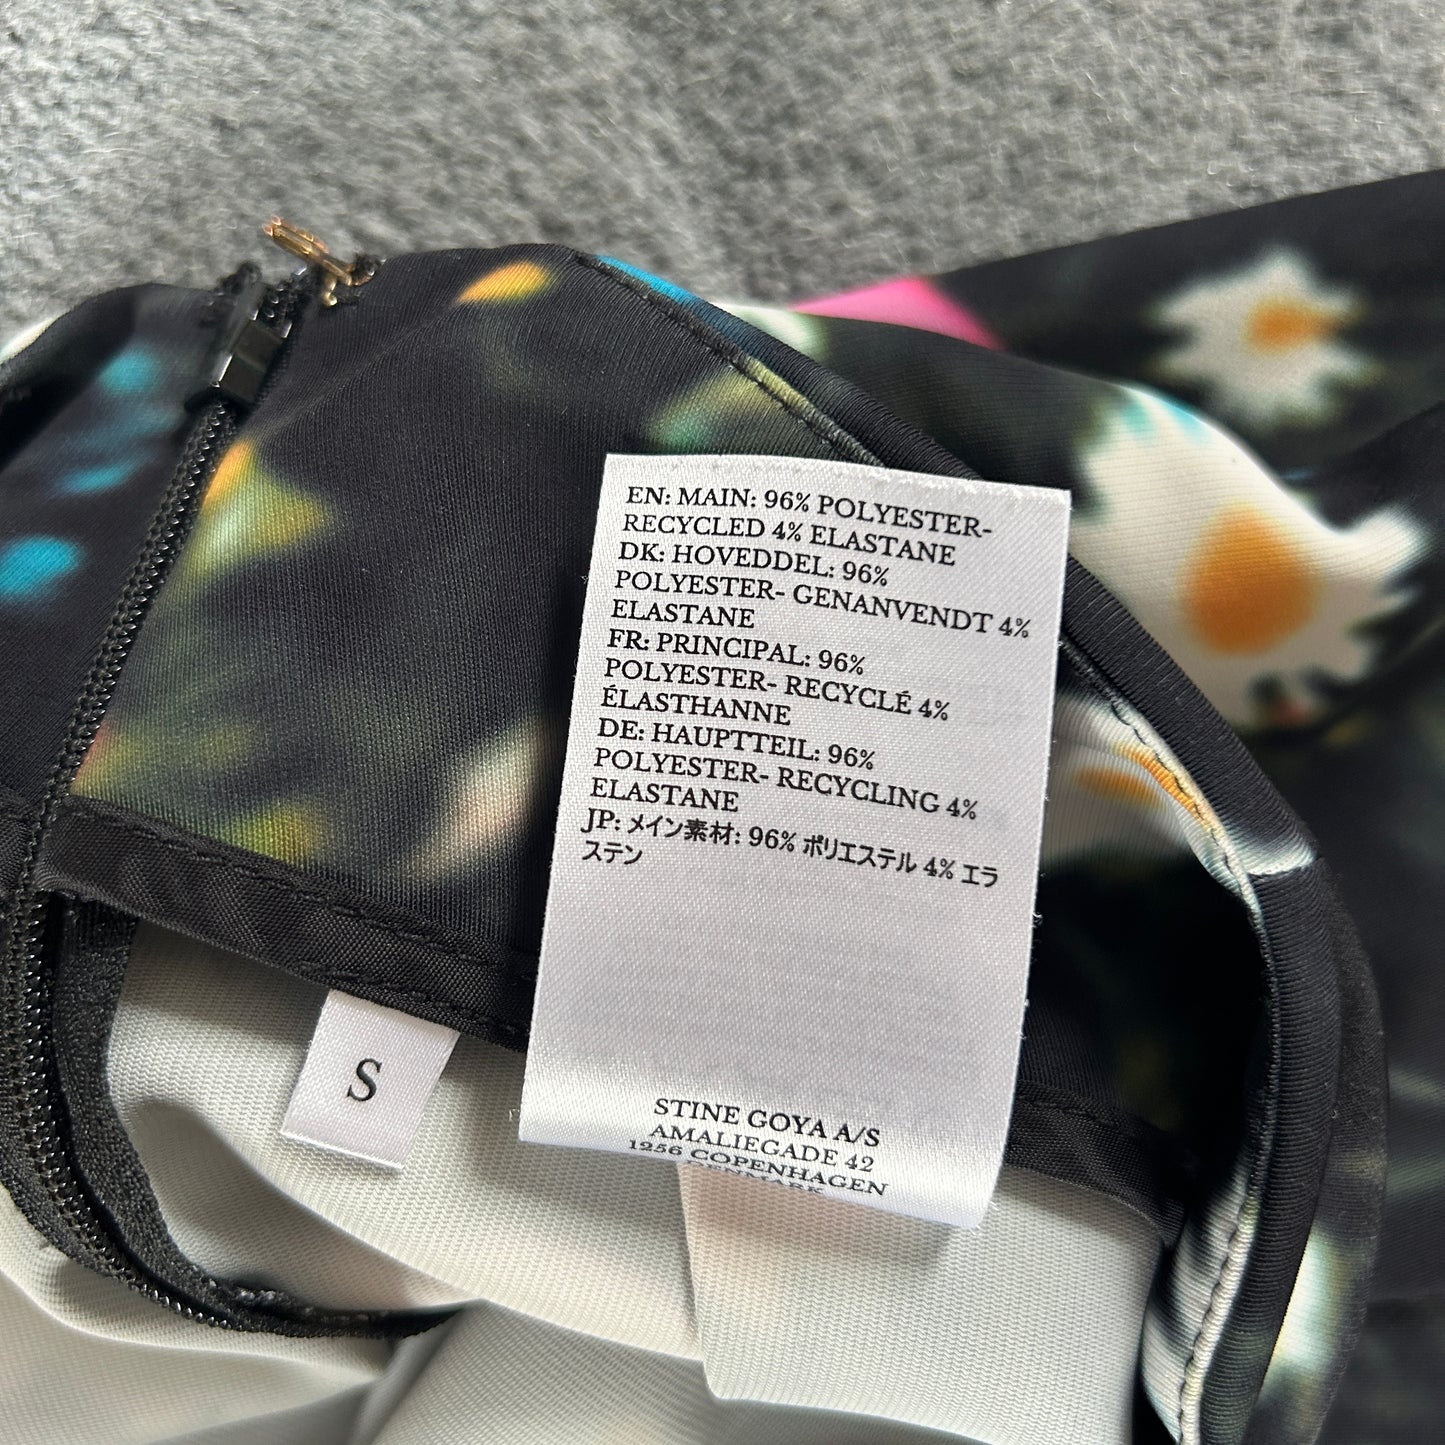 EN: MAIN: 96% POLYESTER-
RECYCLED 4% ELASTANE
DK: HOVEDDEL: 96%
POLYESTER- GENANVENDT 4%
ELASTANE
FR: PRINCIPAL: 96%
POLYESTER- RECYCLÉ 4%
ÉLASTHANNE
DE: HAUPTTEIL: 96%
POLYESTER- RECYCLING 4%
ELASTANE
JP: メイン素材: 96% ポリエステル 4% エラ
ステン
STINE GOYA A/S
AMALIEGADE 42
1256 COPENHAGEN
DENMARK
S